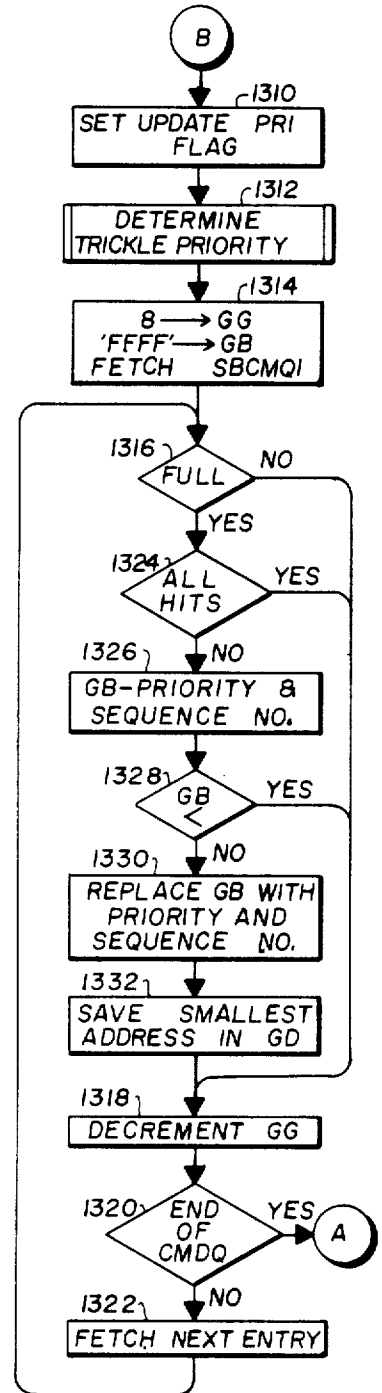 B
1310
SET UPDATE PRI
FLAG
1312
DETERMINE
TRICKLE PRIORITY
1314
8 → GG
'FFFF' → GB
FETCH SBCMQ1
1316
FULL
NO
YES
1324
ALL
HITS
YES
NO
1326
GB-PRIORITY &
SEQUENCE NO.
1328
GB
<
YES
NO
1330
REPLACE GB WITH
PRIORITY AND
SEQUENCE NO.
1332
SAVE SMALLEST
ADDRESS IN GD
1318
DECREMENT GG
1320
END
OF
CMDQ
YES
A
NO
1322
FETCH NEXT ENTRY